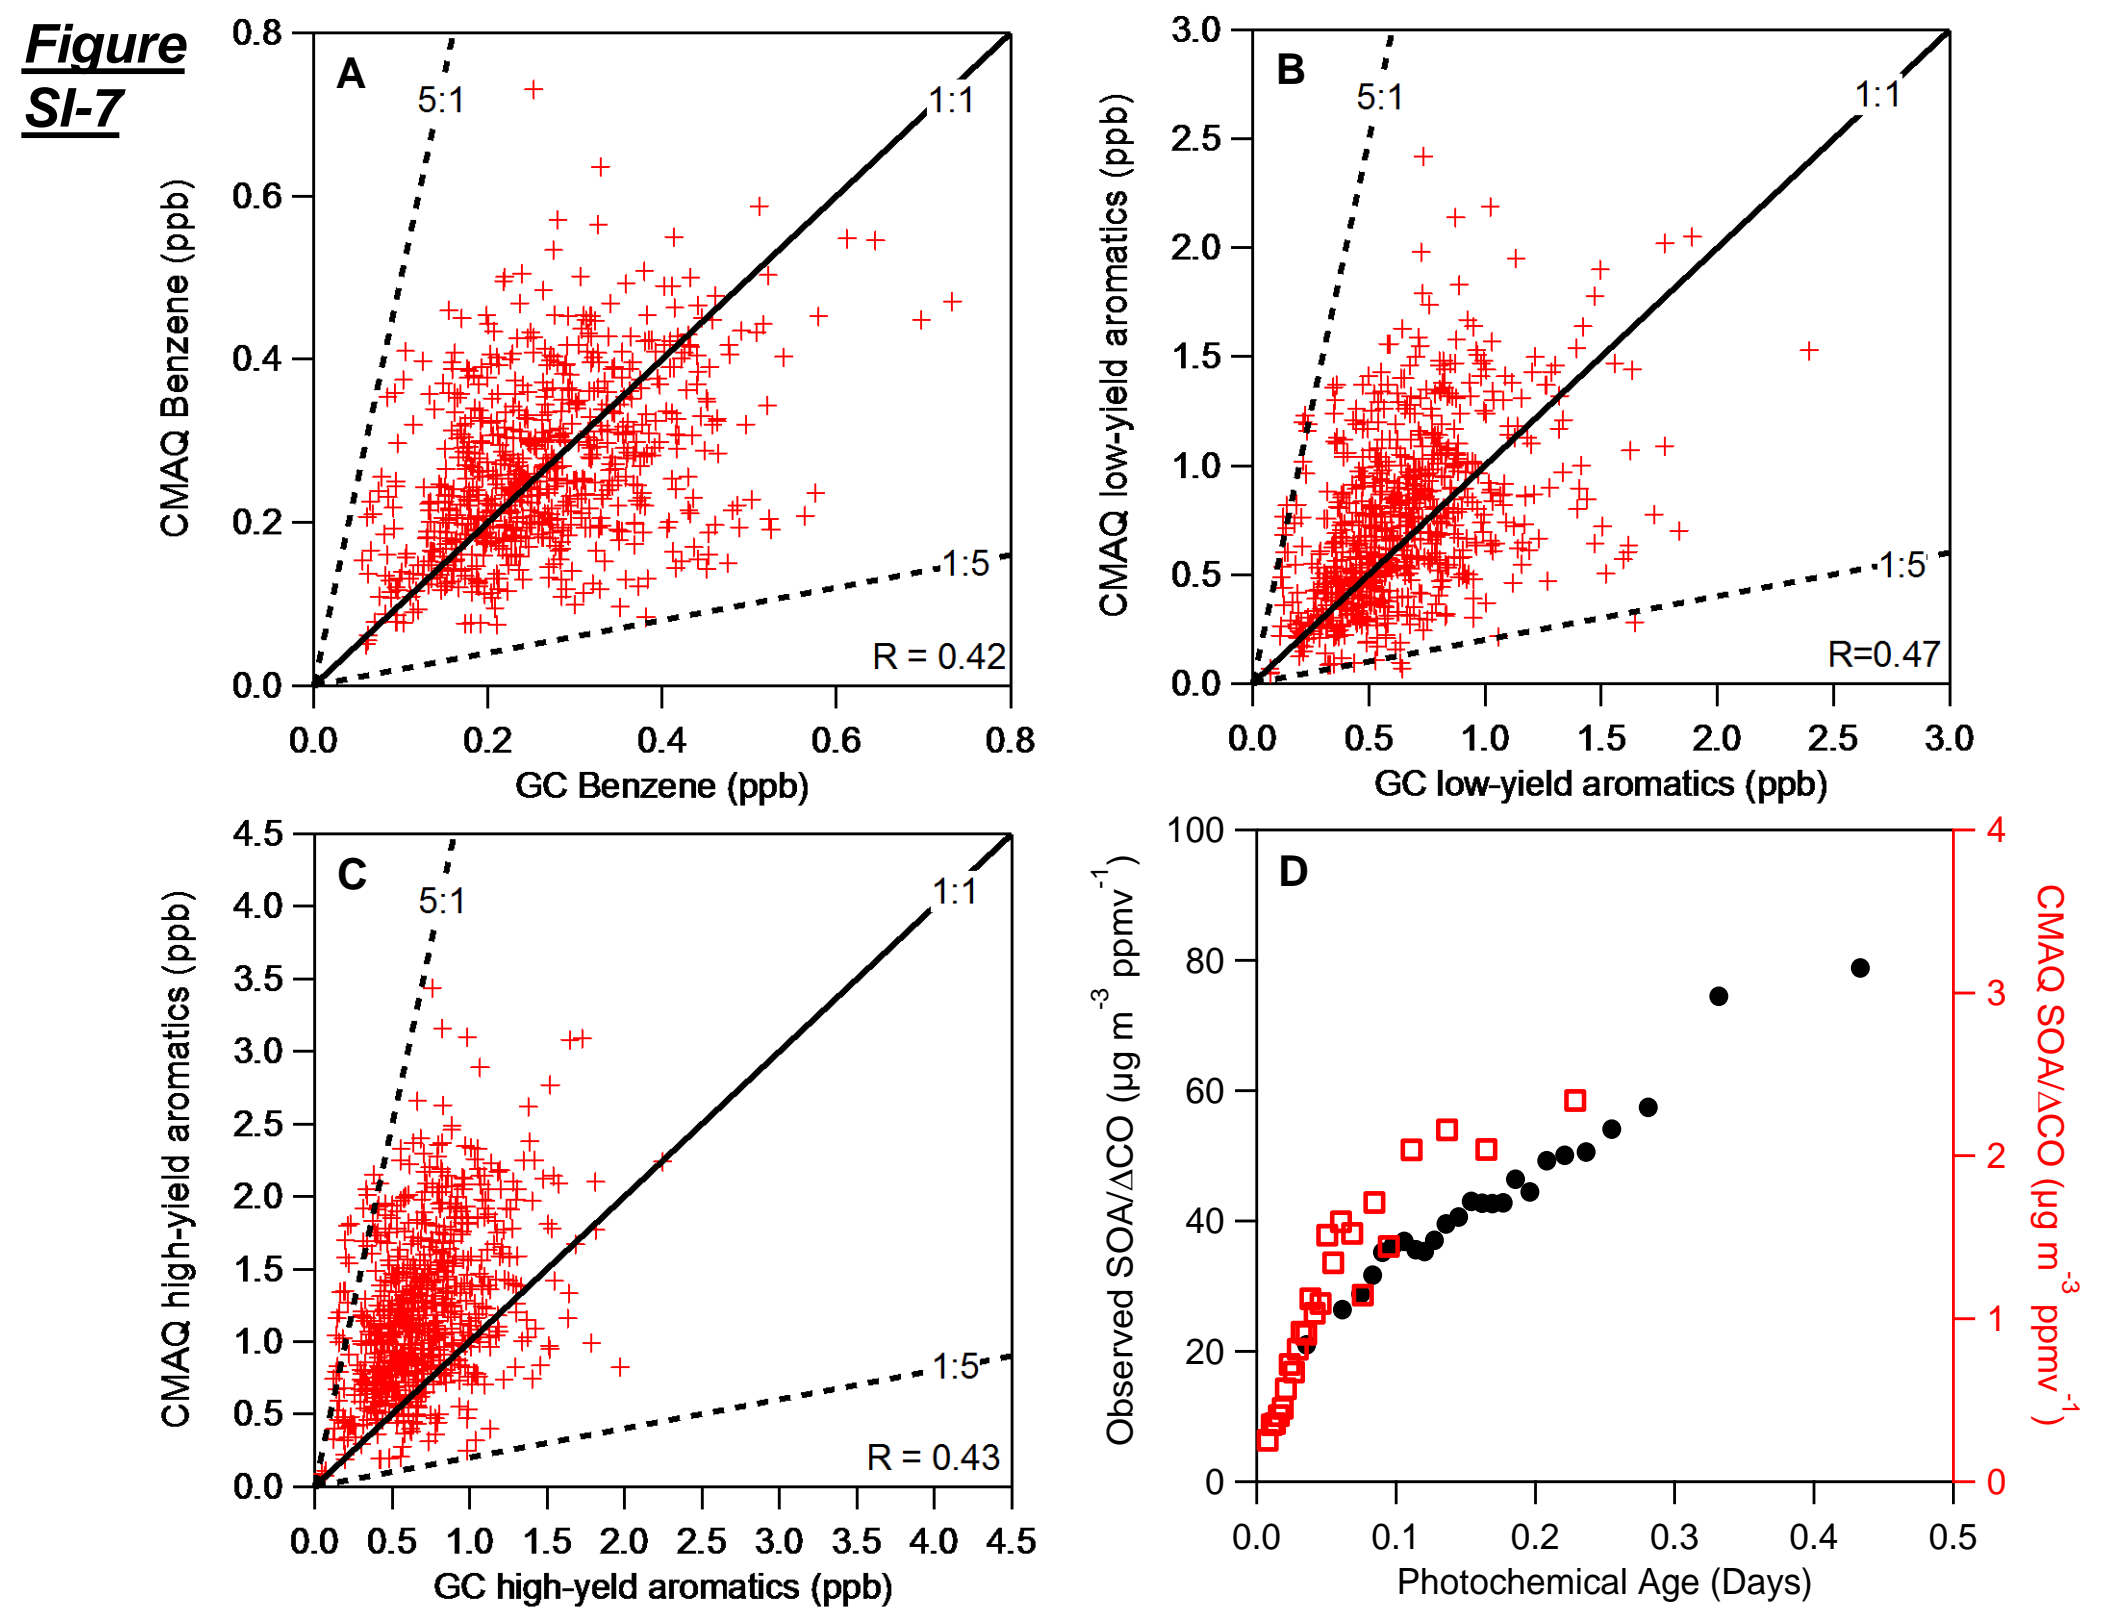 Figure
SI-7
A
5:1
1:1
1:5
R = 0.42
0.8
0.6
0.4
0.2
0.0
0.0 0.2 0.4 0.6 0.8
CMAQ Benzene (ppb)
GC Benzene (ppb)
B
5:1
1:1
1:5
R=0.47
3.0
2.5
2.0
1.5
1.0
0.5
0.0
0.0 0.5 1.0 1.5 2.0 2.5 3.0
CMAQ low-yield aromatics (ppb)
GC low-yield aromatics (ppb)
C
5:1
1:1
1:5
R = 0.43
4.5
4.0
3.5
3.0
2.5
2.0
1.5
1.0
0.5
0.0
0.0 0.5 1.0 1.5 2.0 2.5 3.0 3.5 4.0 4.5
CMAQ high-yield aromatics (ppb)
GC high-yeld aromatics (ppb)
D
100
80
60
40
20
0
4
3
2
1
0
0.0 0.1 0.2 0.3 0.4 0.5
Observed SOA/ΔCO (µg m⁻³ ppmv⁻¹)
CMAQ SOA/ΔCO (µg m⁻³ ppmv⁻¹)
Photochemical Age (Days)